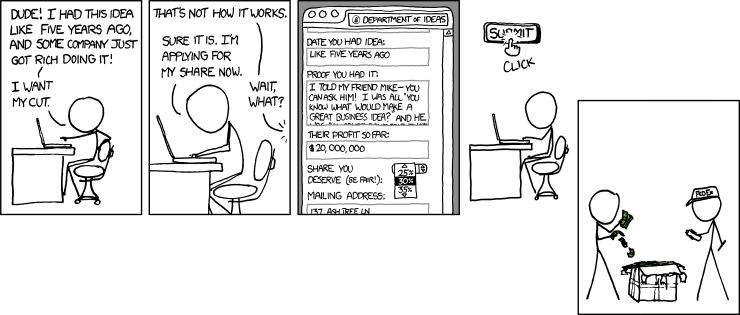 DUDE! I HAD THIS IDEA
LIKE FIVE YEARS AGO,
AND SOME COMPANY JUST
GOT RICH DOING IT!
I WANT
MY CUT.
THAT'S NOT HOW IT WORKS.
SURE IT IS. I'M
APPLYING FOR
MY SHARE NOW.
WAIT,
WHAT?
DEPARTMENT OF IDEAS
DATE YOU HAD IDEA:
LIKE FIVE YEARS AGO
PROOF YOU HAD IT:
I TOLD MY FRIEND MIKE—YOU
CAN ASK HIM! I WAS ALL "YOU
KNOW WHAT WOULD MAKE A
GREAT BUSINESS IDEA? AND HE
THEIR PROFIT SO FAR:
$20,000,000
SHARE YOU
DESERVE (BE FAIR!):
25%
30%
35%
MAILING ADDRESS:
137 ASH TREE LN
SUBMIT
CLICK
FEDEX